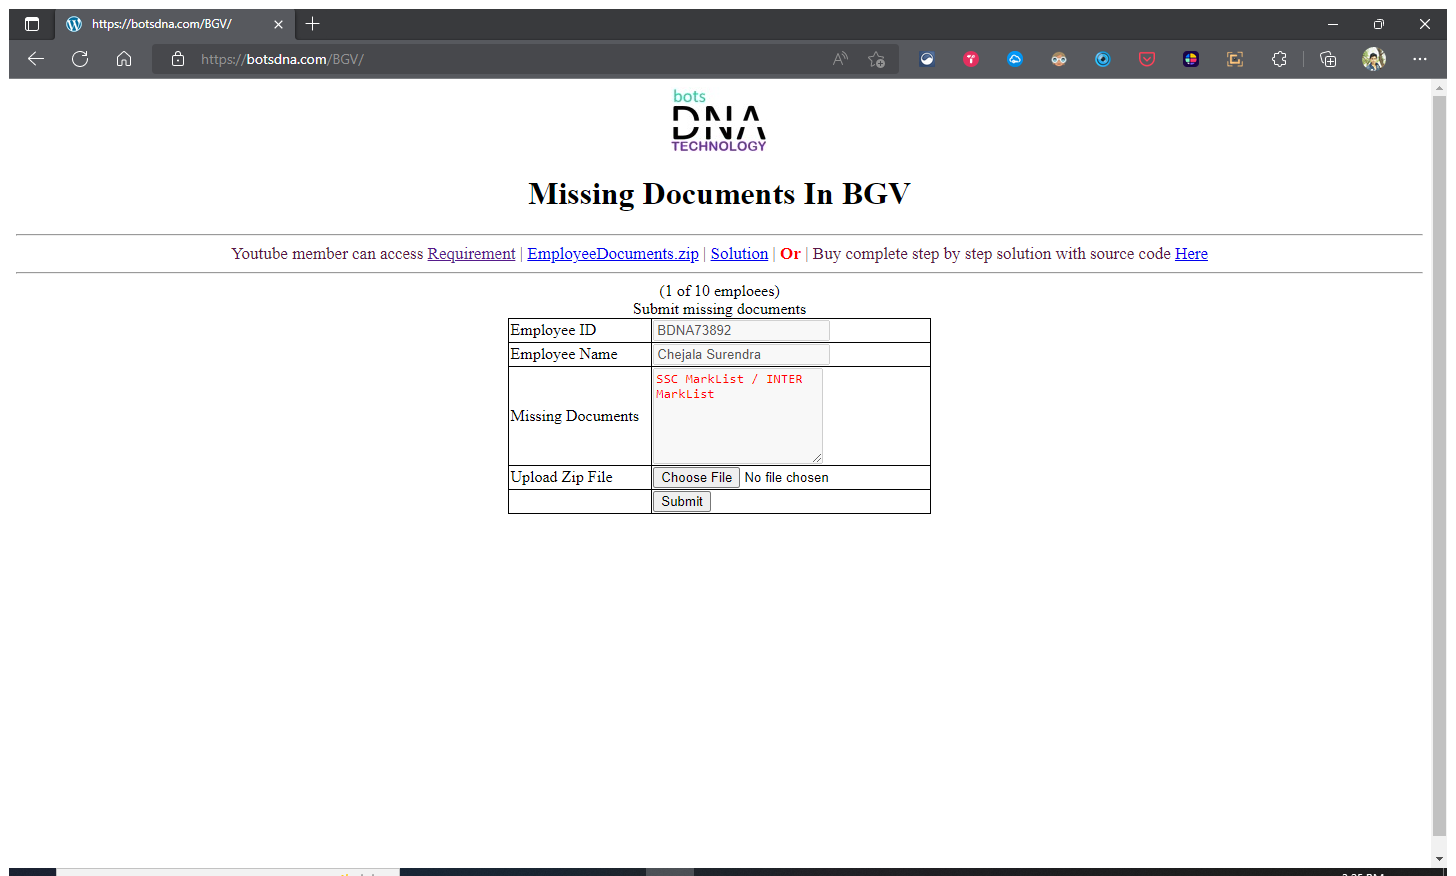 https://botsdna.com/BGV/
https://botsdna.com/BGV/
bots
DNA
TECHNOLOGY
Missing Documents In BGV
Youtube member can access Requirement | EmployeeDocuments.zip | Solution | Or | Buy complete step by step solution with source code Here
(1 of 10 emploees)
Submit missing documents
Employee ID BDNA73892
Employee Name Chejala Surendra
Missing Documents
SSC MarkList / INTER
MarkList
Upload Zip File Choose File No file chosen
Submit